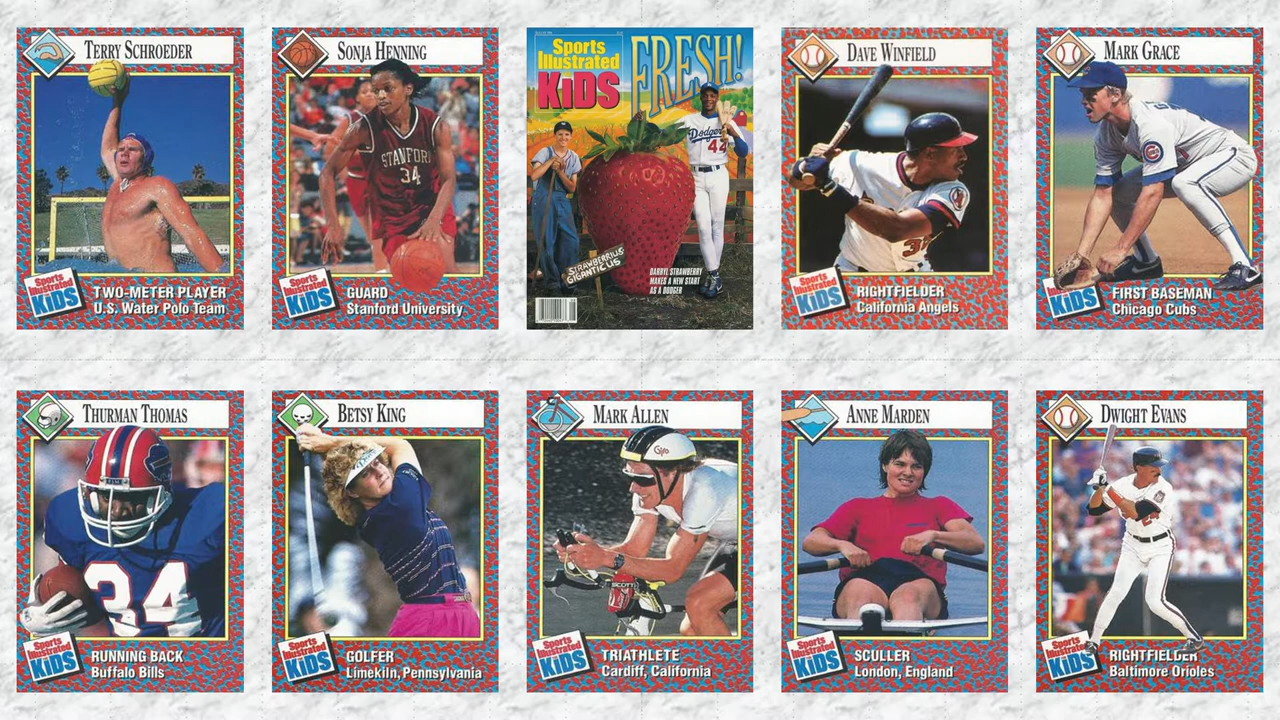 TERRY SCHROEDER
Sports
Illustrated
KiDS
TWO-METER PLAYER
U.S. Water Polo Team
SONJA HENNING
STANFORD
34
Sports
Illustrated
KiDS
GUARD
Stanford University
Sports
Illustrated
KiDS
FRESH!
Dodgers
44
STRAWBERRIUS
GIGANTICUS
DARRYL STRAWBERRY
MAKES A NEW START
AS A DODGER
DAVE WINFIELD
Sports
Illustrated
KiDS
RIGHTFIELDER
California Angels
MARK GRACE
KiDS
FIRST BASEMAN
Chicago Cubs
THURMAN THOMAS
34
Sports
Illustrated
KiDS
RUNNING BACK
Buffalo Bills
BETSY KING
Sports
Illustrated
KiDS
GOLFER
Limekiln, Pennsylvania
MARK ALLEN
Giro
SCOTT
Sports
Illustrated
KiDS
TRIATHLETE
Cardiff, California
ANNE MARDEN
Sports
Illustrated
KiDS
SCULLER
London, England
DWIGHT EVANS
24
Sports
Illustrated
KiDS
RIGHTFIELDER
Baltimore Orioles